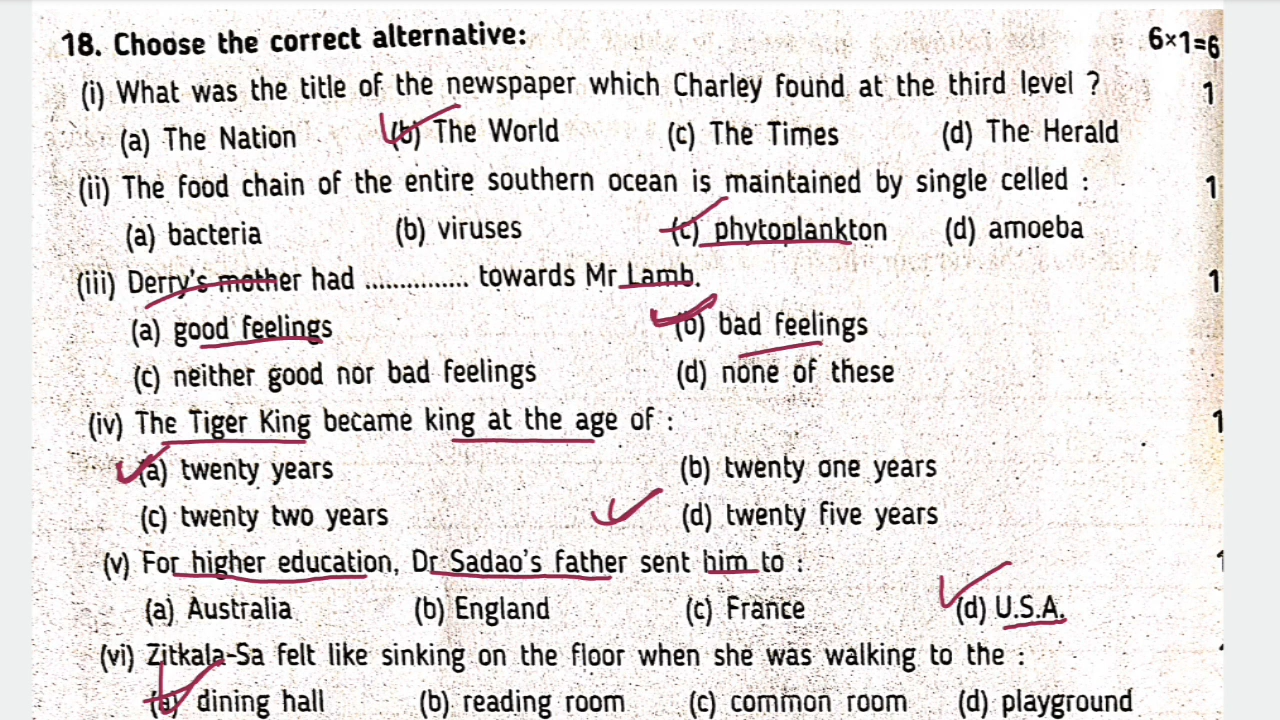 18. Choose the correct alternative: 6×1=6
(i) What was the title of the newspaper which Charley found at the third level ? 1
(a) The Nation (b) The World (c) The Times (d) The Herald
(ii) The food chain of the entire southern ocean is maintained by single celled : 1
(a) bacteria (b) viruses (c) phytoplankton (d) amoeba
(iii) Derry's mother had ............... towards Mr Lamb. 1
(a) good feelings (b) bad feelings
(c) neither good nor bad feelings (d) none of these
(iv) The Tiger King became king at the age of : 1
(a) twenty years (b) twenty one years
(c) twenty two years (d) twenty five years
(v) For higher education, Dr Sadao's father sent him to : 1
(a) Australia (b) England (c) France (d) U.S.A.
(vi) Zitkala-Sa felt like sinking on the floor when she was walking to the :
(a) dining hall (b) reading room (c) common room (d) playground